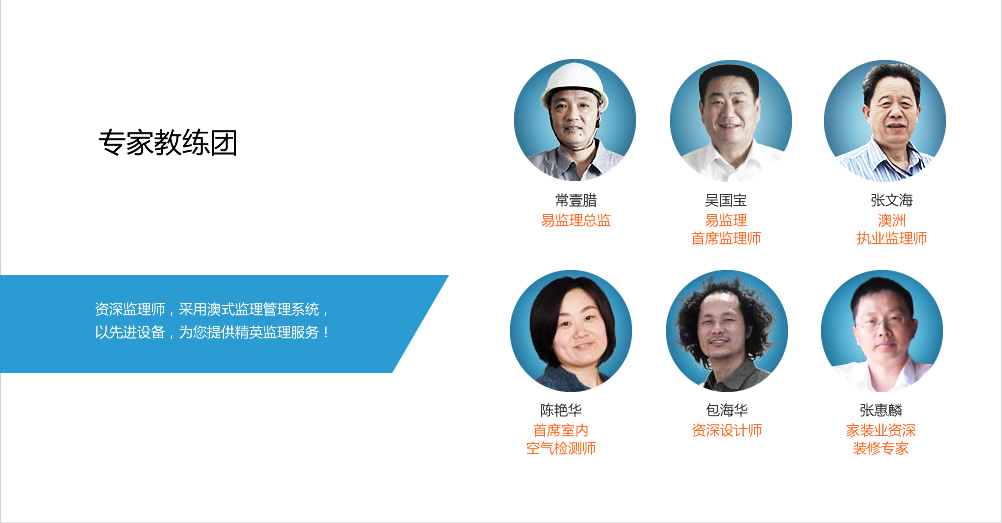 专家教练团
资深监理师，采用澳式监理管理系统，
以先进设备，为您提供精英监理服务！
常壹腊
易监理总监
吴国宝
易监理
首席监理师
张文海
澳洲
执业监理师
陈艳华
首席室内
空气检测师
包海华
资深设计师
张惠麟
家装业资深
装修专家